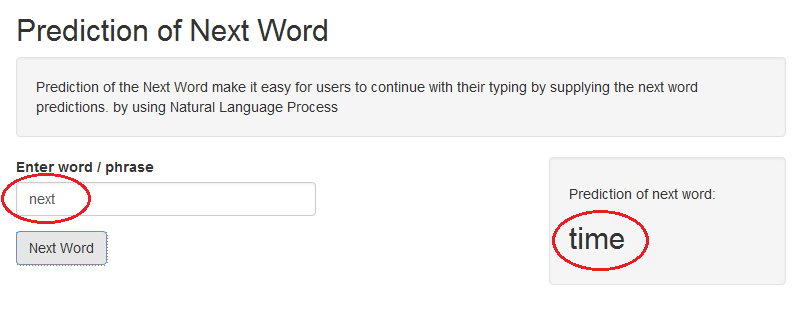 Prediction of Next Word
Prediction of the Next Word make it easy for users to continue with their typing by supplying the next word
predictions. by using Natural Language Process
Enter word / phrase
next
Next Word
Prediction of next word:
time